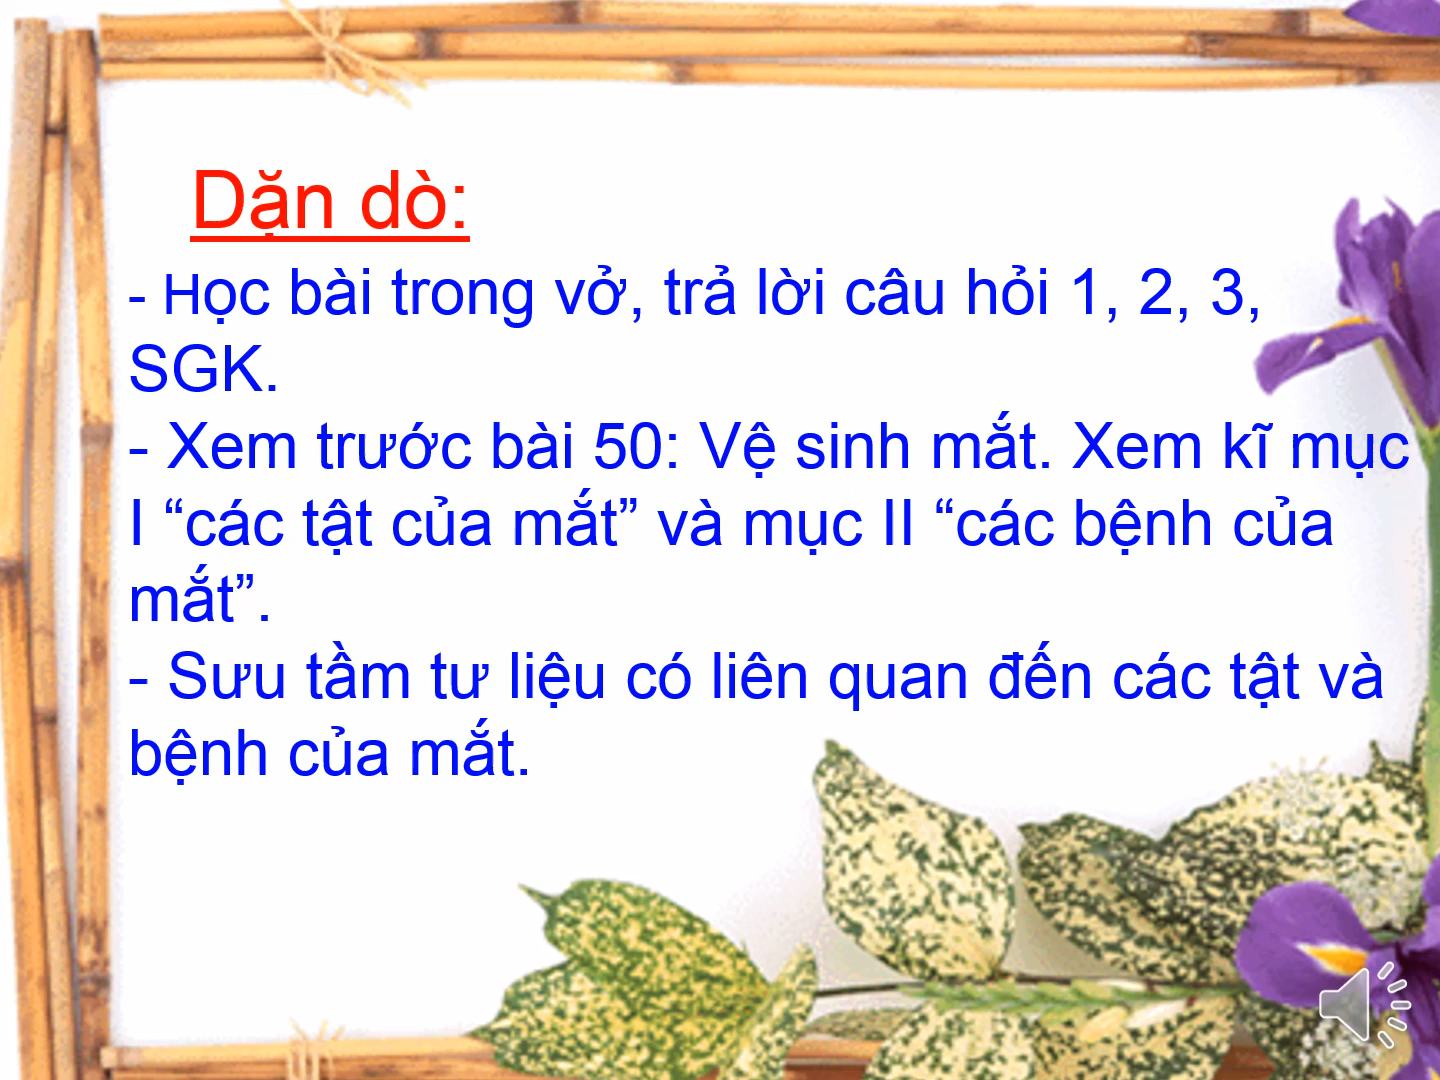 Dặn dò:
- Học bài trong vở, trả lời câu hỏi 1, 2, 3,
SGK.
- Xem trước bài 50: Vệ sinh mắt. Xem kĩ mục
I “các tật của mắt” và mục II “các bệnh của
mắt”.
- Sưu tầm tư liệu có liên quan đến các tật và
bệnh của mắt.